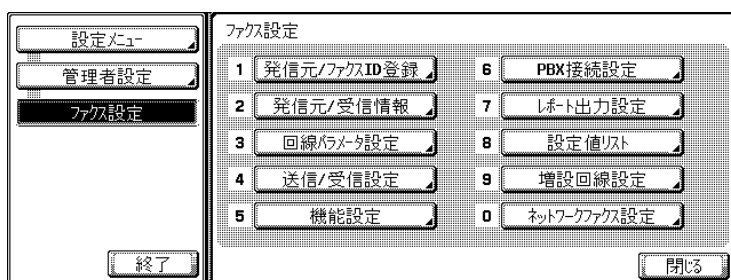 設定メニュー
管理者設定
ファクス設定
終了
ファクス設定
1 発信元/ファクスID登録
2 発信元/受信情報
3 回線パラメータ設定
4 送信/受信設定
5 機能設定
6 PBX接続設定
7 レポート出力設定
8 設定値リスト
9 増設回線設定
0 ネットワークファクス設定
閉じる